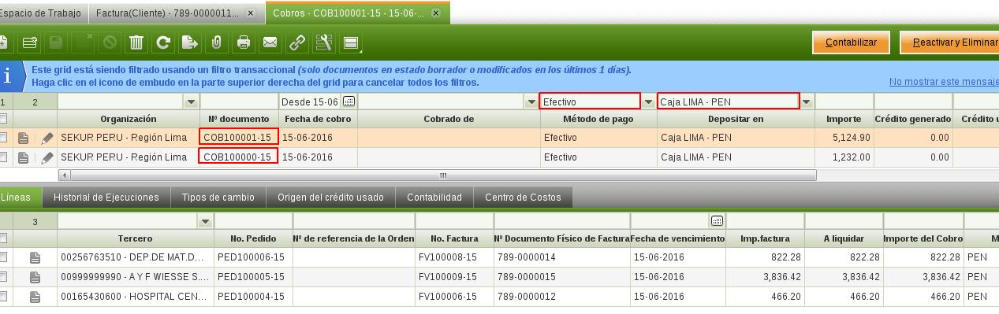 Espacio de Trabajo Factura(Cliente) - 789-0000011... x Cobros - COB100001-15 - 15-06-... x
Contabilizar Reactivar y Eliminar
i Este grid está siendo filtrado usando un filtro transaccional (solo documentos en estado borrador o modificados en los últimos 1 días).
Haga clic en el icono de embudo en la parte superior derecha del grid para cancelar todos los filtros. No mostrar este mensaje
1 2 Desde 15-06 Efectivo Caja LIMA - PEN
Organización Nº documento Fecha de cobro Cobrado de Método de pago Depositar en Importe Crédito generado Crédito u
SEKUR PERU - Región Lima COB100001-15 15-06-2016 Efectivo Caja LIMA - PEN 5,124.90 0.00
SEKUR PERU - Región Lima COB100000-15 15-06-2016 Efectivo Caja LIMA - PEN 1,232.00 0.00
Líneas Historial de Ejecuciones Tipos de cambio Origen del crédito usado Contabilidad Centro de Costos
3
Tercero No. Pedido Nº de referencia de la Orden No. Factura Nº Documento Físico de Factura Fecha de vencimiento Imp.factura A liquidar Importe del Cobro M
00256763510 - DEP.DE MAT.D... PED100006-15 FV100008-15 789-0000014 15-06-2016 822.28 822.28 822.28 PEN
00999999990 - A Y F WIESSE S.... PED100005-15 FV100009-15 789-0000015 15-06-2016 3,836.42 3,836.42 3,836.42 PEN
00165430600 - HOSPITAL CEN... PED100004-15 FV100006-15 789-0000012 15-06-2016 466.20 466.20 466.20 PEN